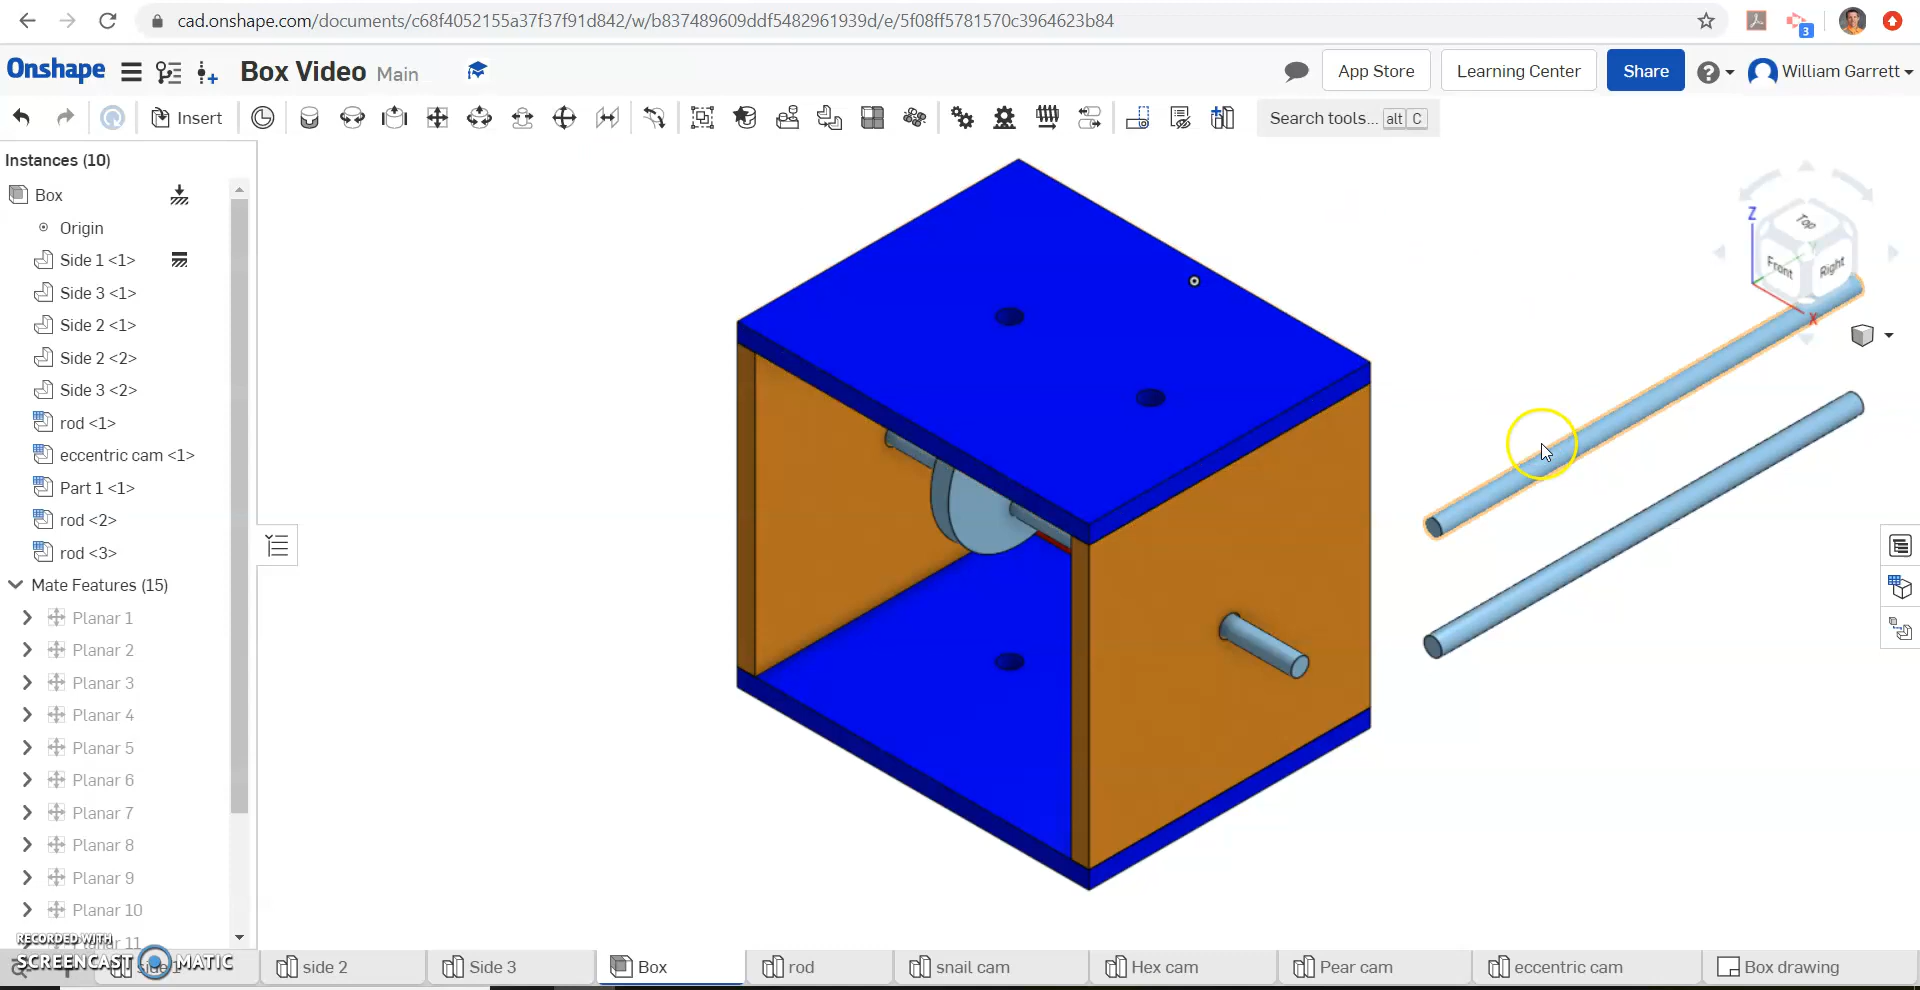 cad.onshape.com/documents/c68f4052155a37f37f91d842/w/b837489609ddf5482961939d/e/5f08ff5781570c3964623b84
3
Onshape Box Video Main App Store Learning Center Share William Garrett
Insert Search tools... alt C
Instances (10)
Box
Origin
Side 1 <1>
Side 3 <1>
Side 2 <1>
Side 2 <2>
Side 3 <2>
rod <1>
eccentric cam <1>
Part 1 <1>
rod <2>
rod <3>
Mate Features (15)
Planar 1
Planar 2
Planar 3
Planar 4
Planar 5
Planar 6
Planar 7
Planar 8
Planar 9
Planar 10
Planar 11
Z
Top
Front Right
X
RECORDED WITH
SCREENCAST MATIC
side 2 Side 3 Box rod snail cam Hex cam Pear cam eccentric cam Box drawing